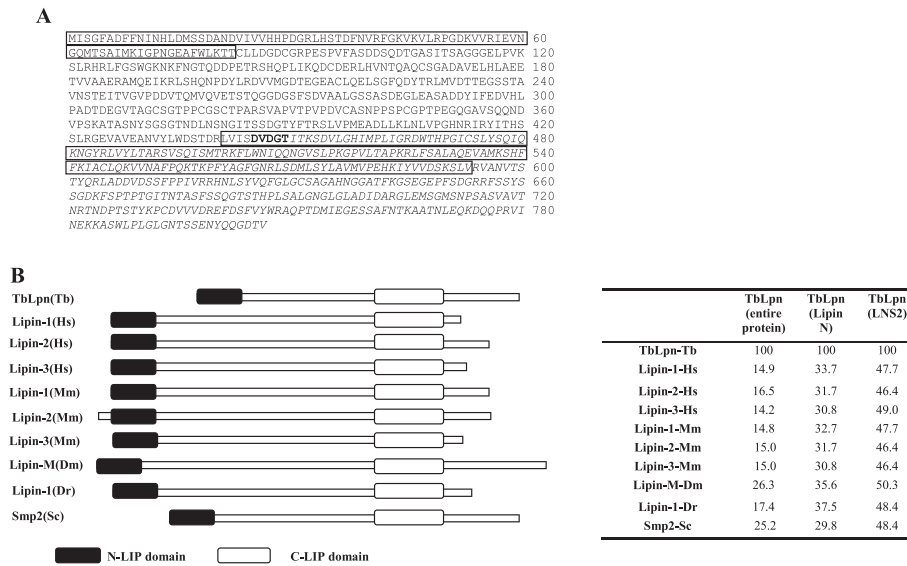 A
MISGFADFFNINHLDMSSDANDVIVVHHPDGRLHSTDFNVRFGKVKVLRPGDKVVRIEVN 60
GQMTSAIMKIGPNGEAFWLKTTCLLDGDCGRPESPVFASDDSQTDTAGSAGGELPVK 120
SLRHRLFGSWGKNKFNGTQDDPETRSHQPLIKQDCDERLHVNTQAQCSGADAVELHLAEE 180
TVVAAERAMQEIKRLSHQNPDYLRDVVMGDTEGEACLQELSGFQDYTRLMVDTTEGSSTA 240
VNSTEITVGVPDDVTQMVQVETSTQGGDGSFSDVAALGSSASDEGLEASADDYIFEDVHL 300
PADTDEGVTAGCSGTPPCGSCTPARSVAPVTPVPDVCASNPPSPCGPTPEGQGAVSQQND 360
VPSKATASNYSGSGTNDLNSNGITSSDGTYFTRSLVPMEADLLKLNLVPGHNRIRYITHS 420
SLRGEVAVEANVYLWDSTDRLVISDVDGTITKSDVLGHIMPLIGRDWTHPGICSLYSQIQ 480
KNGYRLVYLTARSVSQISMTRKFLWNIQQNGVSLPKGPVLTAPKRLFSALAQEVAMKSHF 540
FKIACLQKVVNAFPQKTKPFYAGFGNRLSDMLSYLAVMVPEHKIYVVDSKSLVRVANVTS 600
TYQRLADDVDSSFPPIVRRHNLSYVQFGLGCSAGAHNGGATFKGSEGEPFSDGRRFSSYS 660
SGDKFSPTPTGITNTASFSSQGTSTHPLSALGNGLGLADIDARGLEMSGMSNPSASVAVT 720
NRTNDPTSTYKPCDVVVDREFDSFVYWRAQPTDMIEGESSAFNTKAATNLEQKDQQPRVI 780
NEKKASWLPLGLGNTSSENYQQGDTV
B
TbLpn(Tb)
Lipin-1(Hs)
Lipin-2(Hs)
Lipin-3(Hs)
Lipin-1(Mm)
Lipin-2(Mm)
Lipin-3(Mm)
Lipin-M(Dm)
Lipin-1(Dr)
Smp2(Sc)
N-LIP domain C-LIP domain
TbLpn TbLpn TbLpn
(entire (Lipin (LNS2)
protein) N)
TbLpn-Tb 100 100 100
Lipin-1-Hs 14.9 33.7 47.7
Lipin-2-Hs 16.5 31.7 46.4
Lipin-3-Hs 14.2 30.8 49.0
Lipin-1-Mm 14.8 32.7 47.7
Lipin-2-Mm 15.0 31.7 46.4
Lipin-3-Mm 15.0 30.8 46.4
Lipin-M-Dm 26.3 35.6 50.3
Lipin-1-Dr 17.4 37.5 48.4
Smp2-Sc 25.2 29.8 48.4